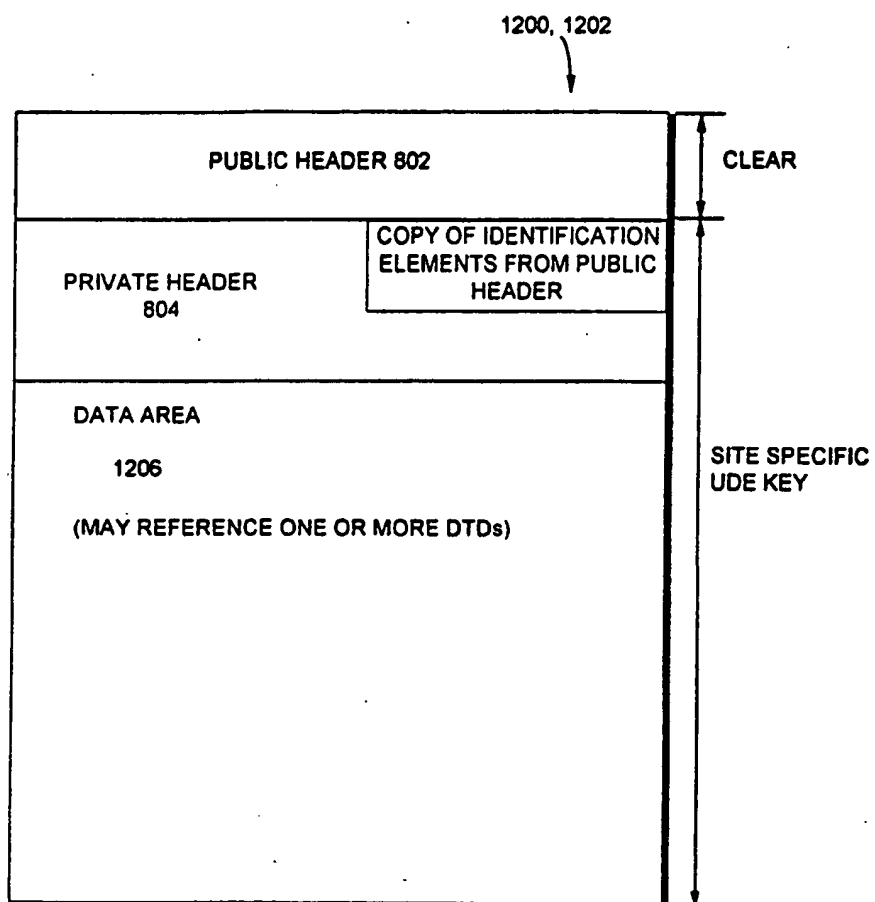 1200, 1202
PUBLIC HEADER 802
CLEAR
COPY OF IDENTIFICATION
ELEMENTS FROM PUBLIC
HEADER
PRIVATE HEADER
804
DATA AREA
1206
(MAY REFERENCE ONE OR MORE DTDs)
SITE SPECIFIC
UDE KEY